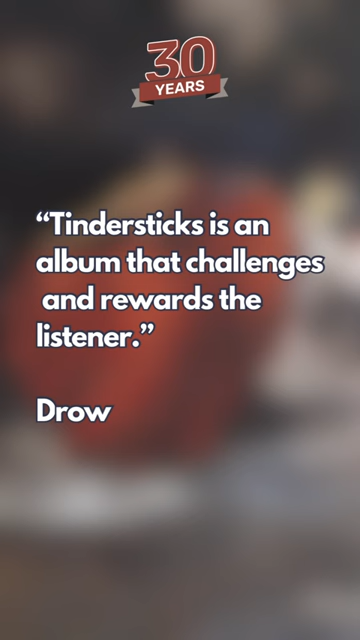 30
YEARS
“Tindersticks is an
album that challenges
and rewards the
listener.”
Drow